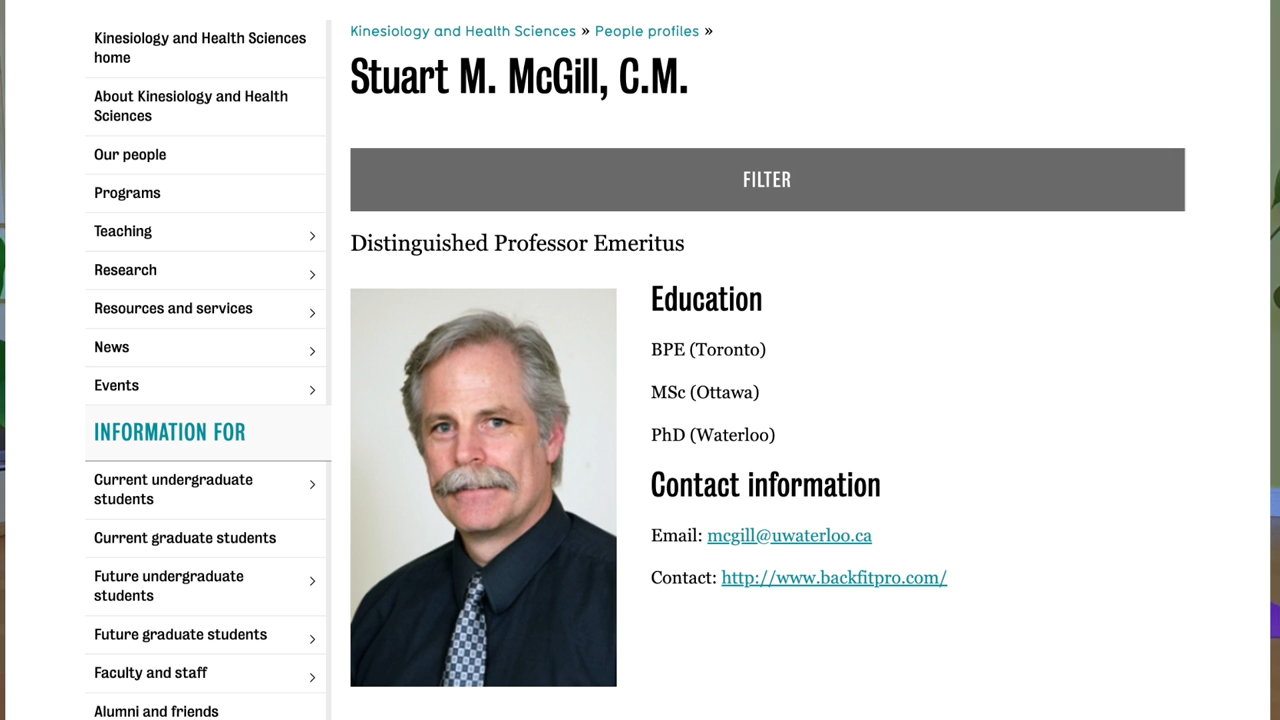 Kinesiology and Health Sciences
home
About Kinesiology and Health
Sciences
Our people
Programs
Teaching
Research
Resources and services
News
Events
INFORMATION FOR
Current undergraduate
students
Current graduate students
Future undergraduate
students
Future graduate students
Faculty and staff
Alumni and friends
Kinesiology and Health Sciences » People profiles »
Stuart M. McGill, C.M.
FILTER
Distinguished Professor Emeritus
Education
BPE (Toronto)
MSc (Ottawa)
PhD (Waterloo)
Contact information
Email: mcgill@uwaterloo.ca
Contact: http://www.backfitpro.com/